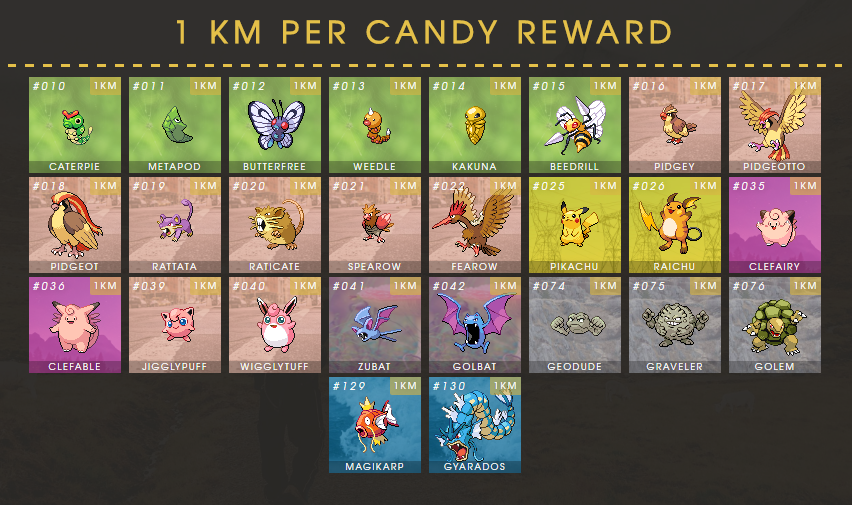 1 KM PER CANDY REWARD
#010 1KM #011 1KM #012 1KM #013 1KM #014 1KM #015 1KM #016 1KM #017 1KM
CATERPIE METAPOD BUTTERFREE WEEDLE KAKUNA BEEDRILL PIDGEY PIDGEOTTO
#018 1KM #019 1KM #020 1KM #021 1KM #022 1KM #025 1KM #026 1KM #035 1KM
PIDGEOT RATTATA RATICATE SPEAROW FEAROW PIKACHU RAICHU CLEFAIRY
#036 1KM #039 1KM #040 1KM #041 1KM #042 1KM #074 1KM #075 1KM #076 1KM
CLEFABLE JIGGLYPUFF WIGGLYTUFF ZUBAT GOLBAT GEODUDE GRAVELER GOLEM
#129 1KM #130 1KM
MAGIKARP GYARADOS